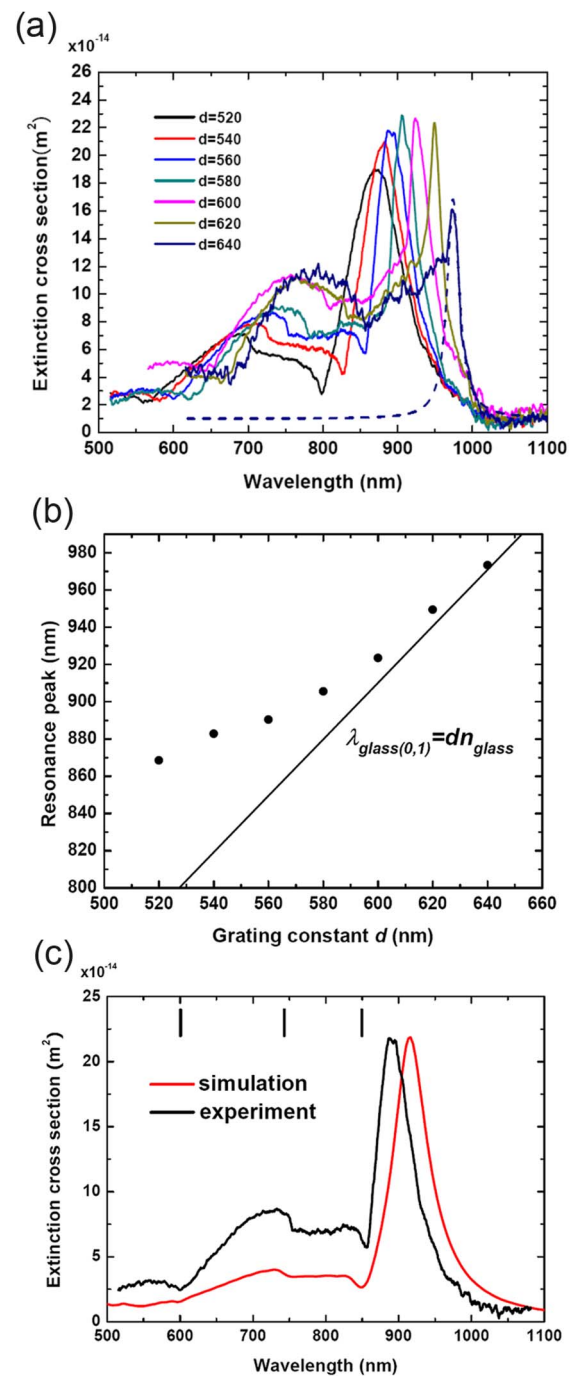 (a)
x10⁻¹⁴
26
24
22
20
18
16
14
12
10
8
6
4
2
0
Extinction cross section(m²)
d=520
d=540
d=560
d=580
d=600
d=620
d=640
500 600 700 800 900 1000 1100
Wavelength (nm)
(b)
980
960
940
920
900
880
860
840
820
800
Resonance peak (nm)
λglass(0,1)=dnglass
500 520 540 560 580 600 620 640 660
Grating constant d (nm)
(c)
x10⁻¹⁴
25
20
15
10
5
0
Extinction cross section (m²)
simulation
experiment
500 600 700 800 900 1000 1100
Wavelength (nm)